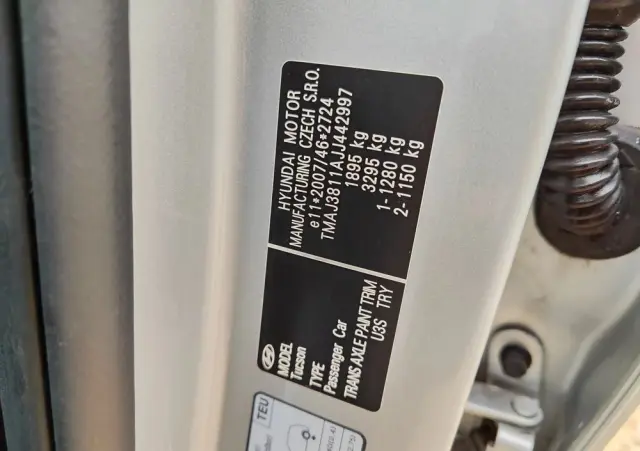 HYUNDAI MOTOR
MANUFACTURING CZECH S.R.O.
e11*2007/46*2724
TMAJ3811AJJ442997
1895 kg
3295 kg
1-1280 kg
2-1150 kg
MODEL
Tucson
TYPE
Passenger Car
TRANS AXLE PAINT TRIM
U3S TRY
TEU